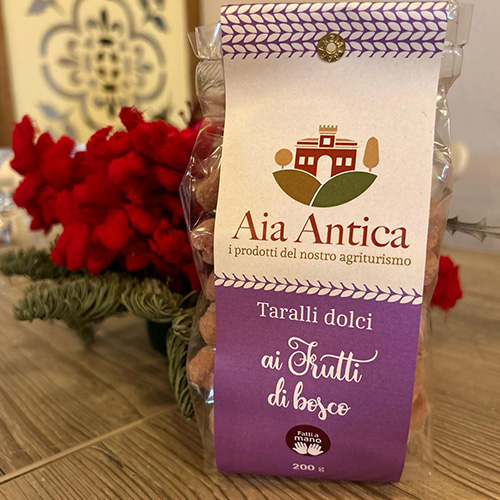 Aia Antica
i prodotti del nostro agriturismo
Taralli dolci
ai Frutti
di bosco
Fatti a
mano
200 g